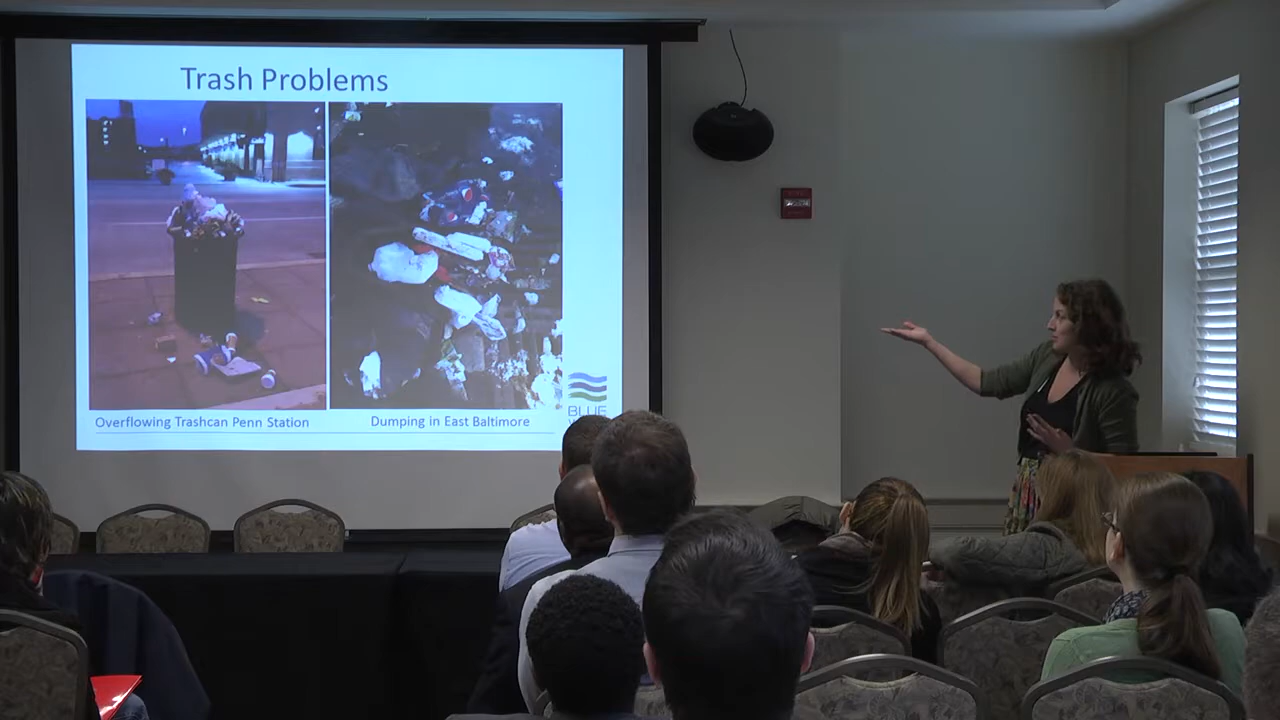 Trash Problems
Overflowing Trashcan Penn Station
Dumping in East Baltimore
BLUE